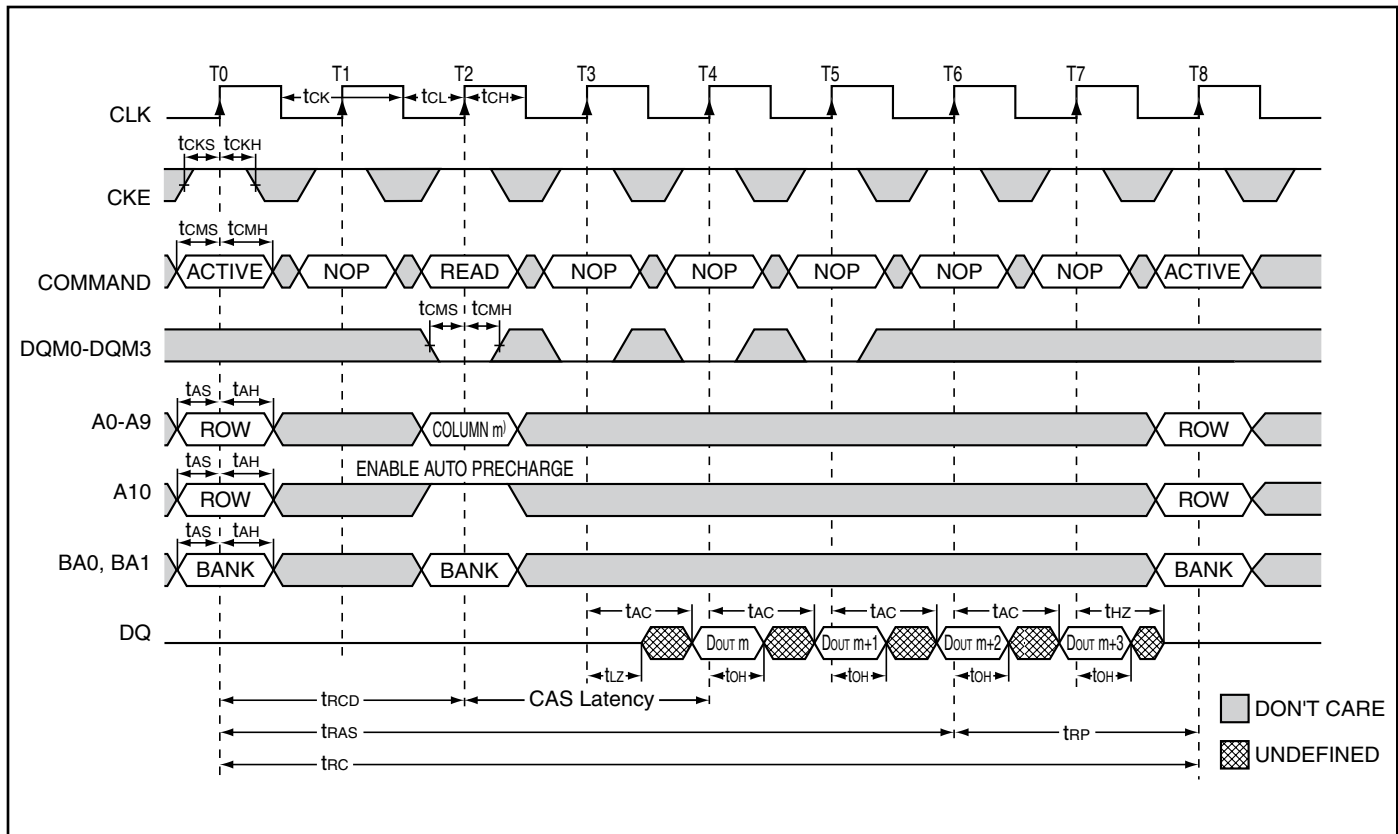 T0 T1 T2 T3 T4 T5 T6 T7 T8
CLK tCK tCL tCH
tCKS tCKH
CKE
tCMS tCMH
COMMAND ACTIVE NOP READ NOP NOP NOP NOP NOP ACTIVE
tCMS tCMH
DQM0-DQM3
tAS tAH
A0-A9 ROW COLUMN m) ROW
tAS tAH ENABLE AUTO PRECHARGE
A10 ROW ROW
tAS tAH
BA0, BA1 BANK BANK BANK
tAC tAC tAC tAC tHZ
DQ DOUT m DOUT m+1 DOUT m+2 DOUT m+3
tLZ tOH tOH tOH tOH
tRCD CAS Latency
DON'T CARE
tRAS tRP
UNDEFINED
tRC